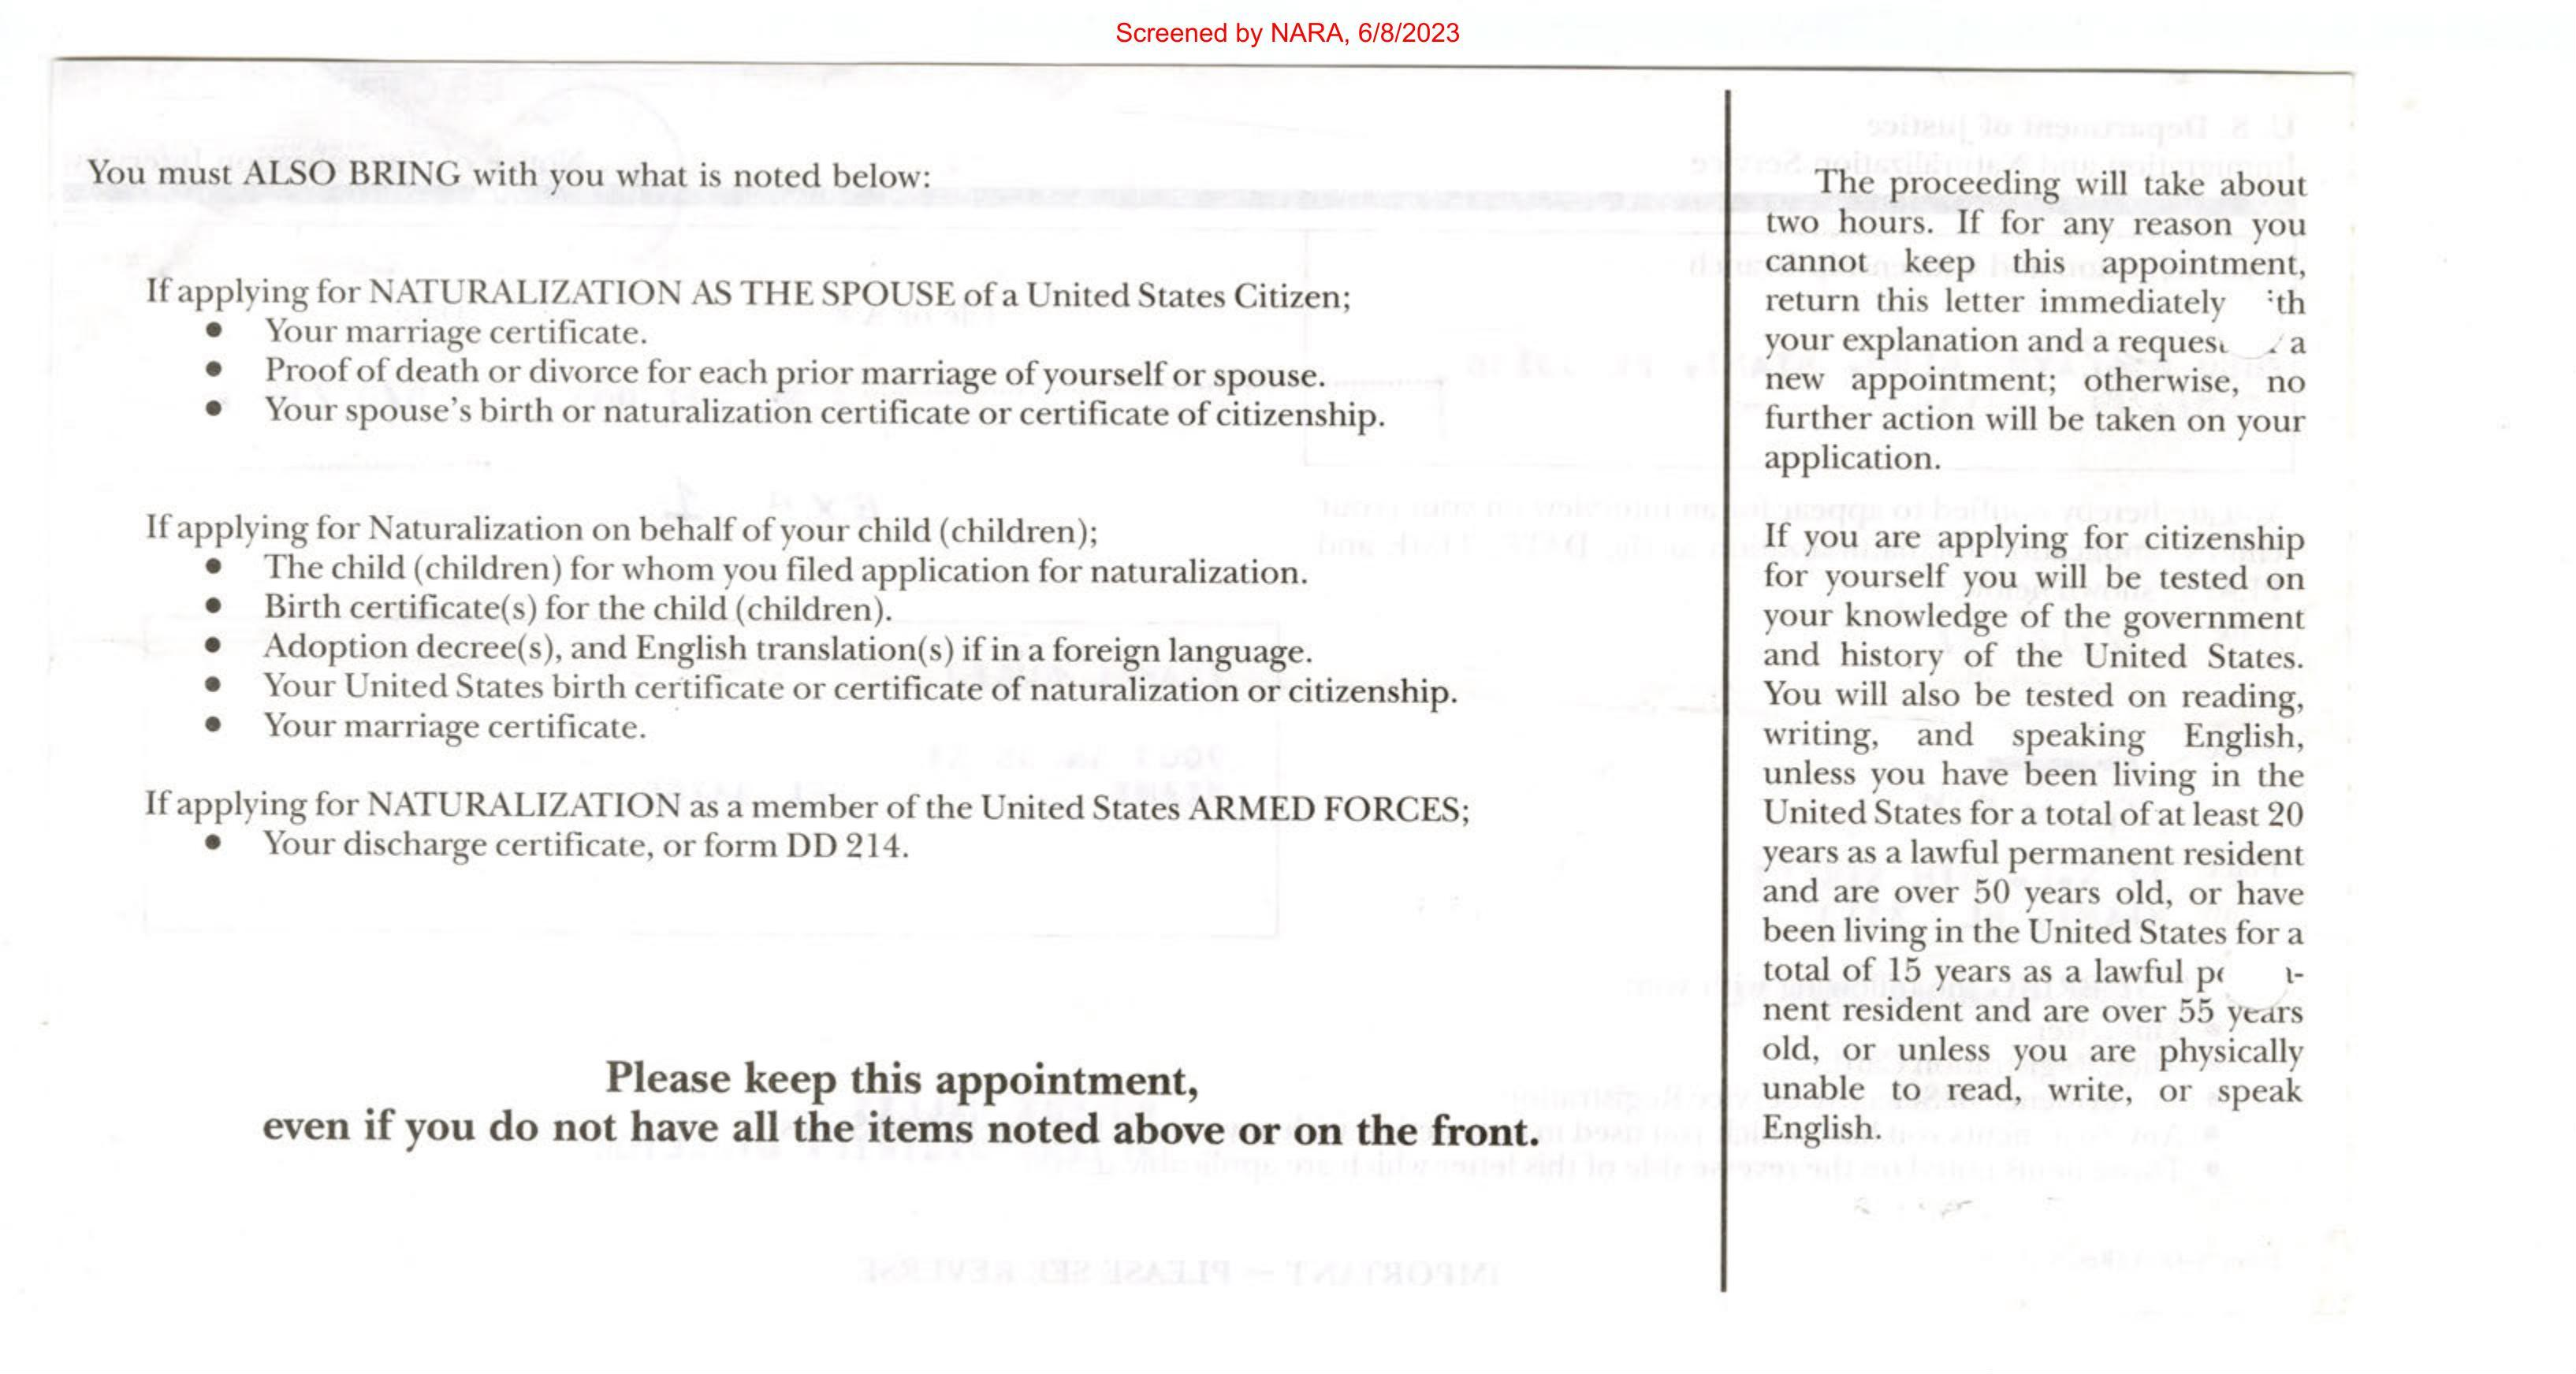 Screened by NARA, 6/8/2023
You must ALSO BRING with you what is noted below:
If applying for NATURALIZATION AS THE SPOUSE of a United States Citizen;
● Your marriage certificate.
● Proof of death or divorce for each prior marriage of yourself or spouse.
● Your spouse's birth or naturalization certificate or certificate of citizenship.
If applying for Naturalization on behalf of your child (children);
● The child (children) for whom you filed application for naturalization.
● Birth certificate(s) for the child (children).
● Adoption decree(s), and English translation(s) if in a foreign language.
● Your United States birth certificate or certificate of naturalization or citizenship.
● Your marriage certificate.
If applying for NATURALIZATION as a member of the United States ARMED FORCES;
● Your discharge certificate, or form DD 214.
Please keep this appointment,
even if you do not have all the items noted above or on the front.
The proceeding will take about
two hours. If for any reason you
cannot keep this appointment,
return this letter immediately
your explanation and a request a
new appointment; otherwise, no
further action will be taken on your
application.
If you are applying for citizenship
for yourself you will be tested on
your knowledge of the government
and history of the United States.
You will also be tested on reading,
writing, and speaking English,
unless you have been living in the
United States for a total of at least 20
years as a lawful permanent resident
and are over 50 years old, or have
been living in the United States for a
total of 15 years as a lawful
nent resident and are over 55 years
old, or unless you are physically
unable to read, write, or speak
English.
IMPORTANT — PLEASE SEE REVERSE